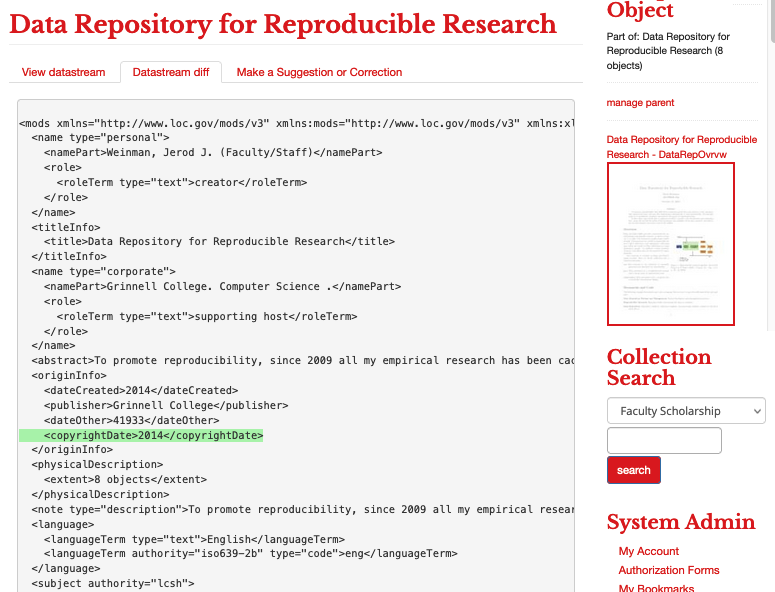 Data Repository for Reproducible Research
View datastream
Datastream diff
Make a Suggestion or Correction
<mods xmlns="http://www.loc.gov/mods/v3" xmlns:mods="http://www.loc.gov/mods/v3"
<name type="personal">
<namePart>Weinman, Jerod J. (Faculty/Staff)</namePart>
<role>
<roleTerm type="text">creator</roleTerm>
</role>
</name>
<titleInfo>
<title>Data Repository for Reproducible Research</title>
</titleInfo>
<name type="corporate">
<namePart>Grinnell College. Computer Science .</namePart>
<role>
<roleTerm type="text">supporting host</roleTerm>
</role>
</name>
<abstract>To promote reproducibility, since 2009 all my empirical research has been
<originInfo>
<dateCreated>2014</dateCreated>
<publisher>Grinnell College</publisher>
<dateOther>41933</dateOther>
<copyrightDate>2014</copyrightDate>
</originInfo>
<physicalDescription>
<extent>8 objects</extent>
</physicalDescription>
<note type="description">To promote reproducibility, since 2009 all my empirical
<language>
<languageTerm type="text">English</languageTerm>
<languageTerm authority="iso639-2b" type="code">eng</languageTerm>
</language>
<subject authority="lcsh">
Object
Part of: Data Repository for
Reproducible Research (8
objects)
manage parent
Data Repository for Reproducible
Research - DataRepOvrvw
Collection
Search
Faculty Scholarship
search
System Admin
My Account
Authorization Forms
My Bookmarks